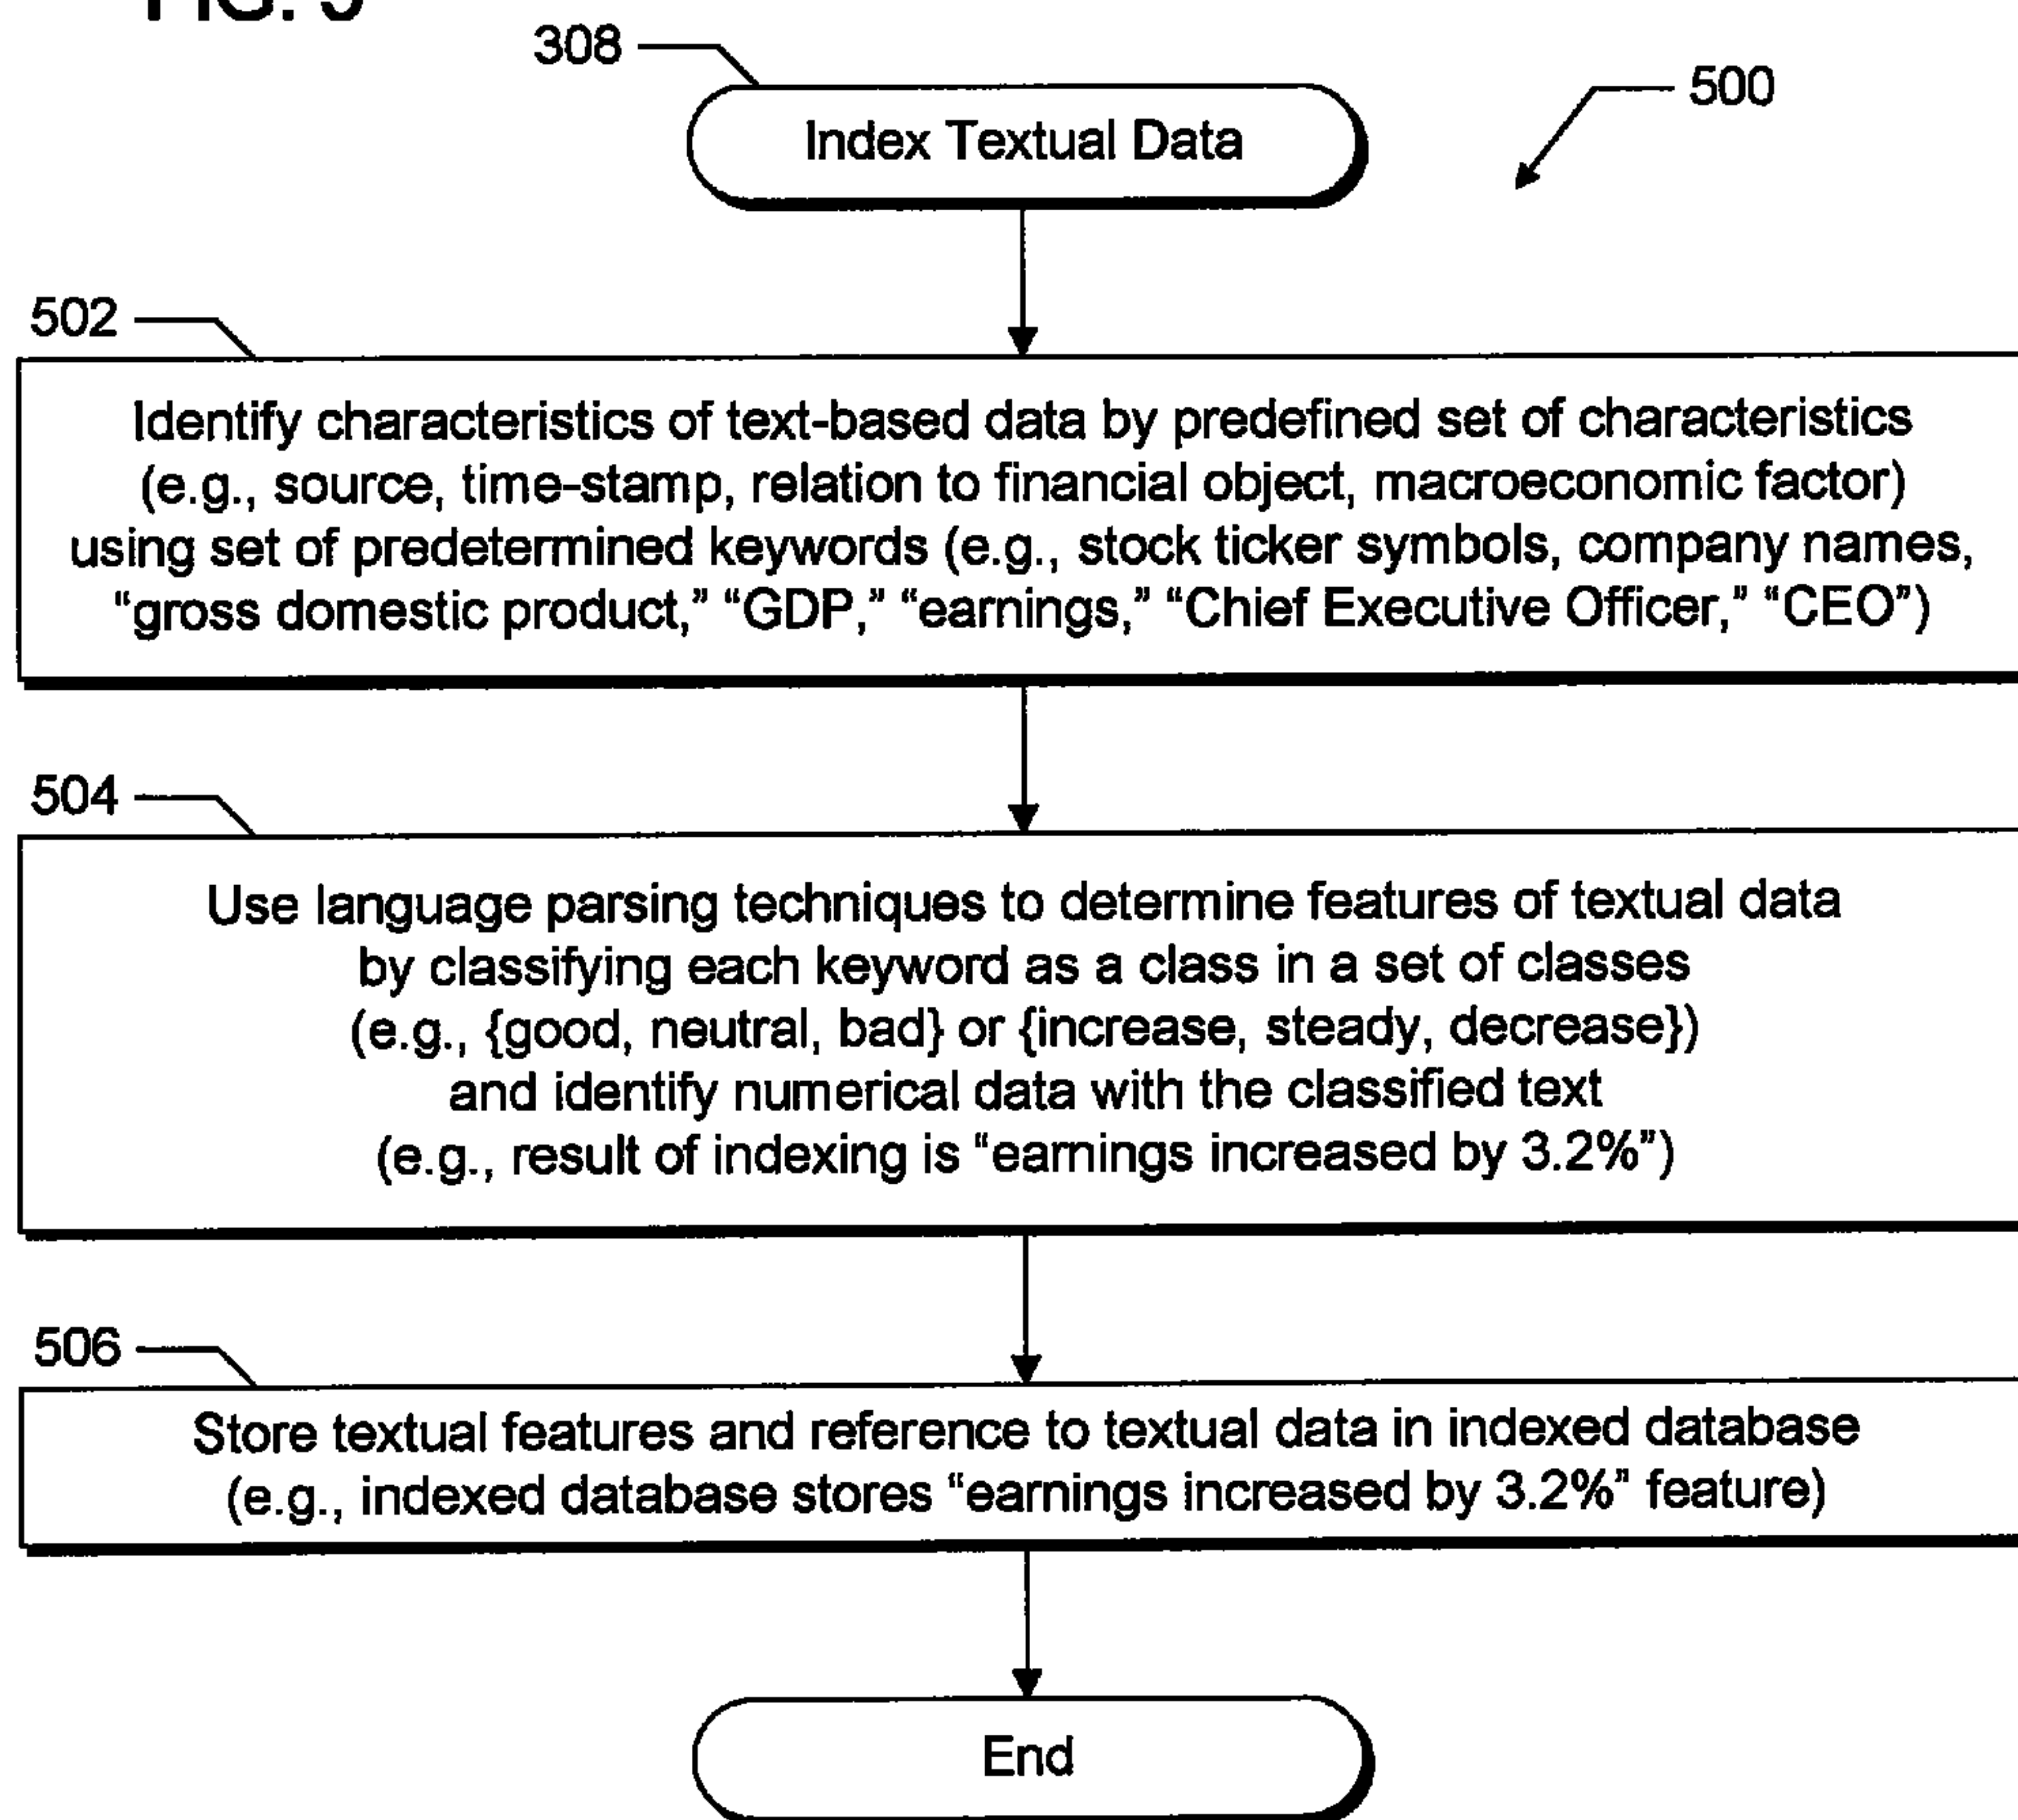 FIG. 5
308
500
Index Textual Data
502
Identify characteristics of text-based data by predefined set of characteristics
(e.g., source, time-stamp, relation to financial object, macroeconomic factor)
using set of predetermined keywords (e.g., stock ticker symbols, company names,
“gross domestic product,” “GDP,” “earnings,” “Chief Executive Officer,” “CEO”)
504
Use language parsing techniques to determine features of textual data
by classifying each keyword as a class in a set of classes
(e.g., {good, neutral, bad} or {increase, steady, decrease})
and identify numerical data with the classified text
(e.g., result of indexing is “earnings increased by 3.2%”)
506
Store textual features and reference to textual data in indexed database
(e.g., indexed database stores “earnings increased by 3.2%” feature)
End